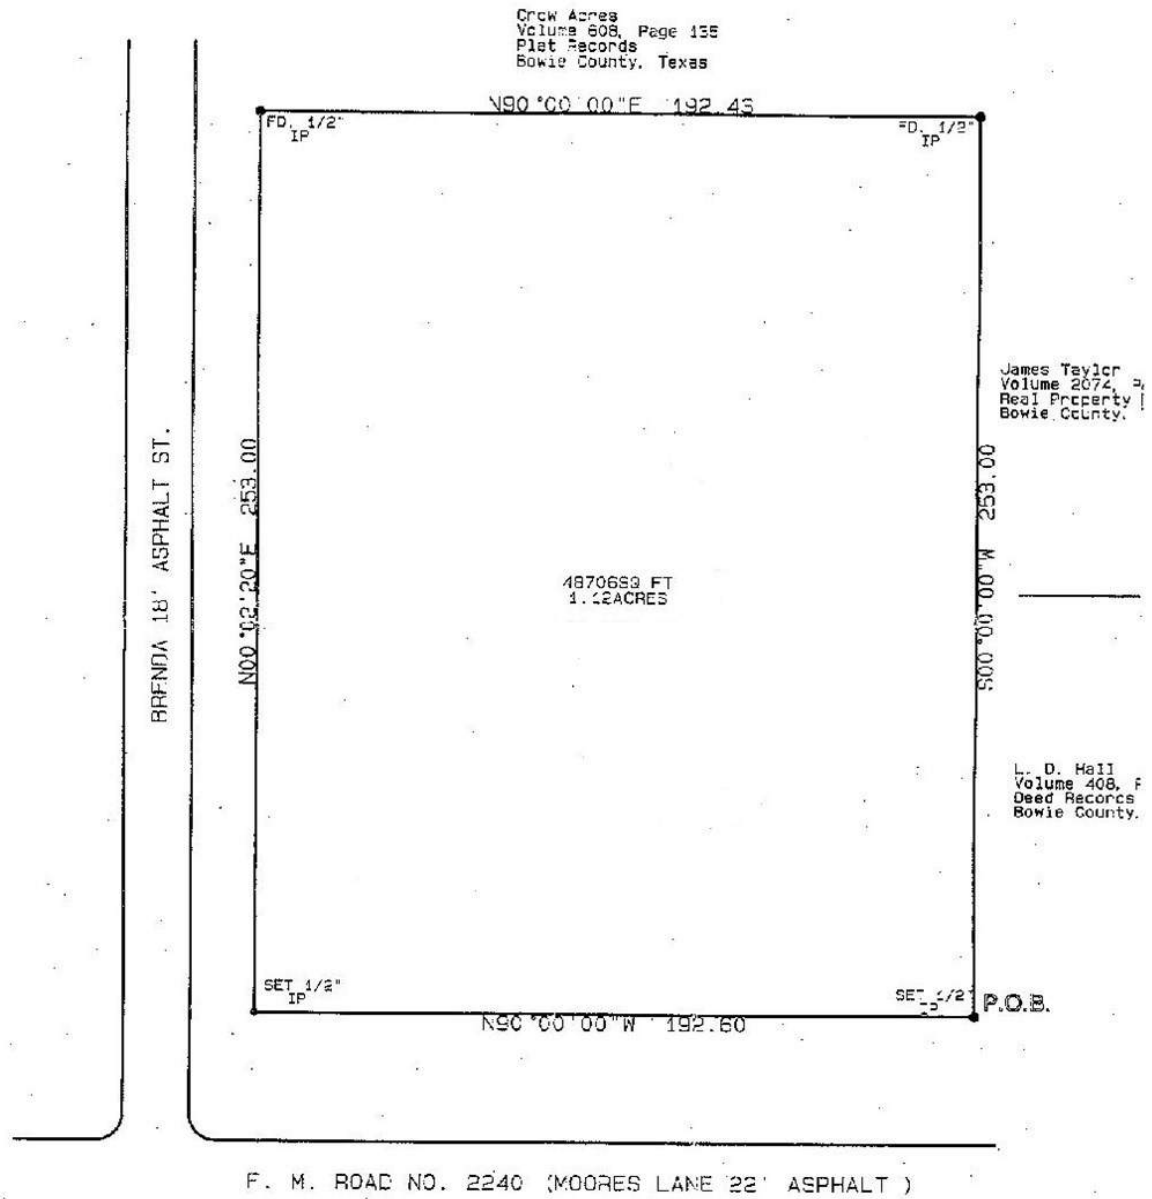 Crow Acres
Volume 608, Page 135
Plat Records
Bowie County, Texas
N90°00'00"E 192.43
FD. 1/2"
IP
FD. 1/2"
IP
James Taylor
Volume 2074,
Real Property
Bowie County,
BRENDA 18' ASPHALT ST.
N00°02'20"E 253.00
S00°00'00"W 253.00
48706SQ FT
1.12ACRES
L. D. Hall
Volume 408,
Deed Records
Bowie County,
SET 1/2"
IP
SET 1/2"
IP
P.O.B.
N90°00'00"W 192.60
F. M. ROAD NO. 2240 (MOORES LANE 22' ASPHALT )